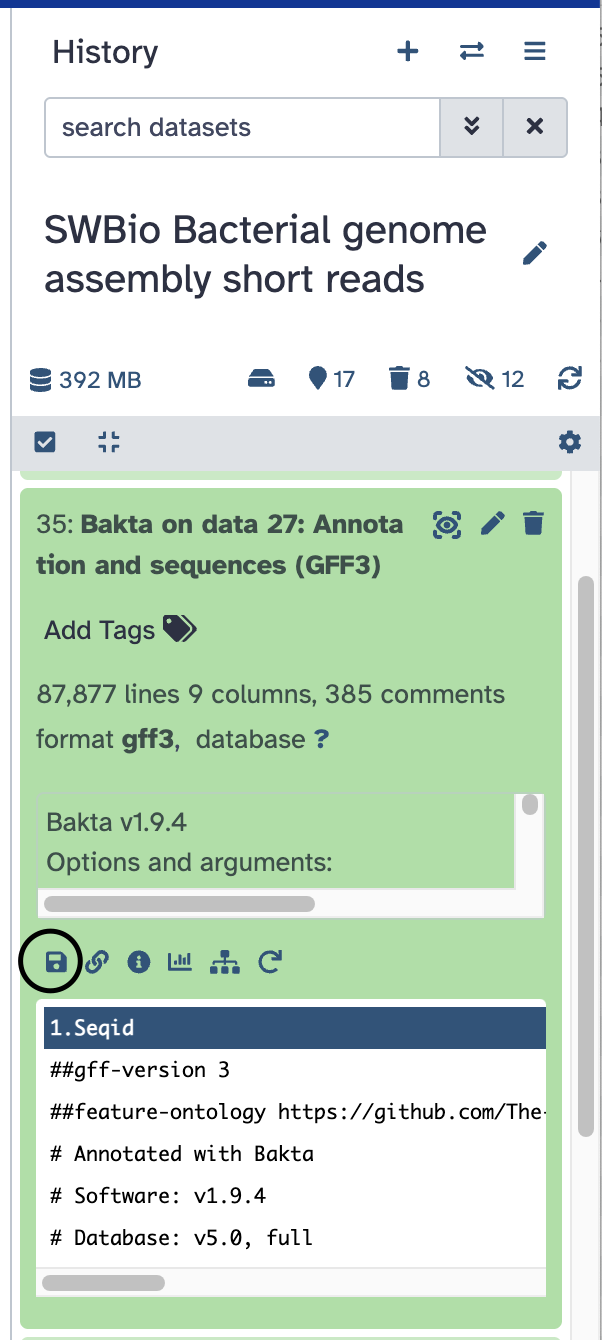 History
search datasets
SWBio Bacterial genome
assembly short reads
392 MB 17 8 12
35: Bakta on data 27: Annota
tion and sequences (GFF3)
Add Tags
87,877 lines 9 columns, 385 comments
format gff3, database ?
Bakta v1.9.4
Options and arguments:
1.Seqid
##gff-version 3
##feature-ontology https://github.com/The-
# Annotated with Bakta
# Software: v1.9.4
# Database: v5.0, full